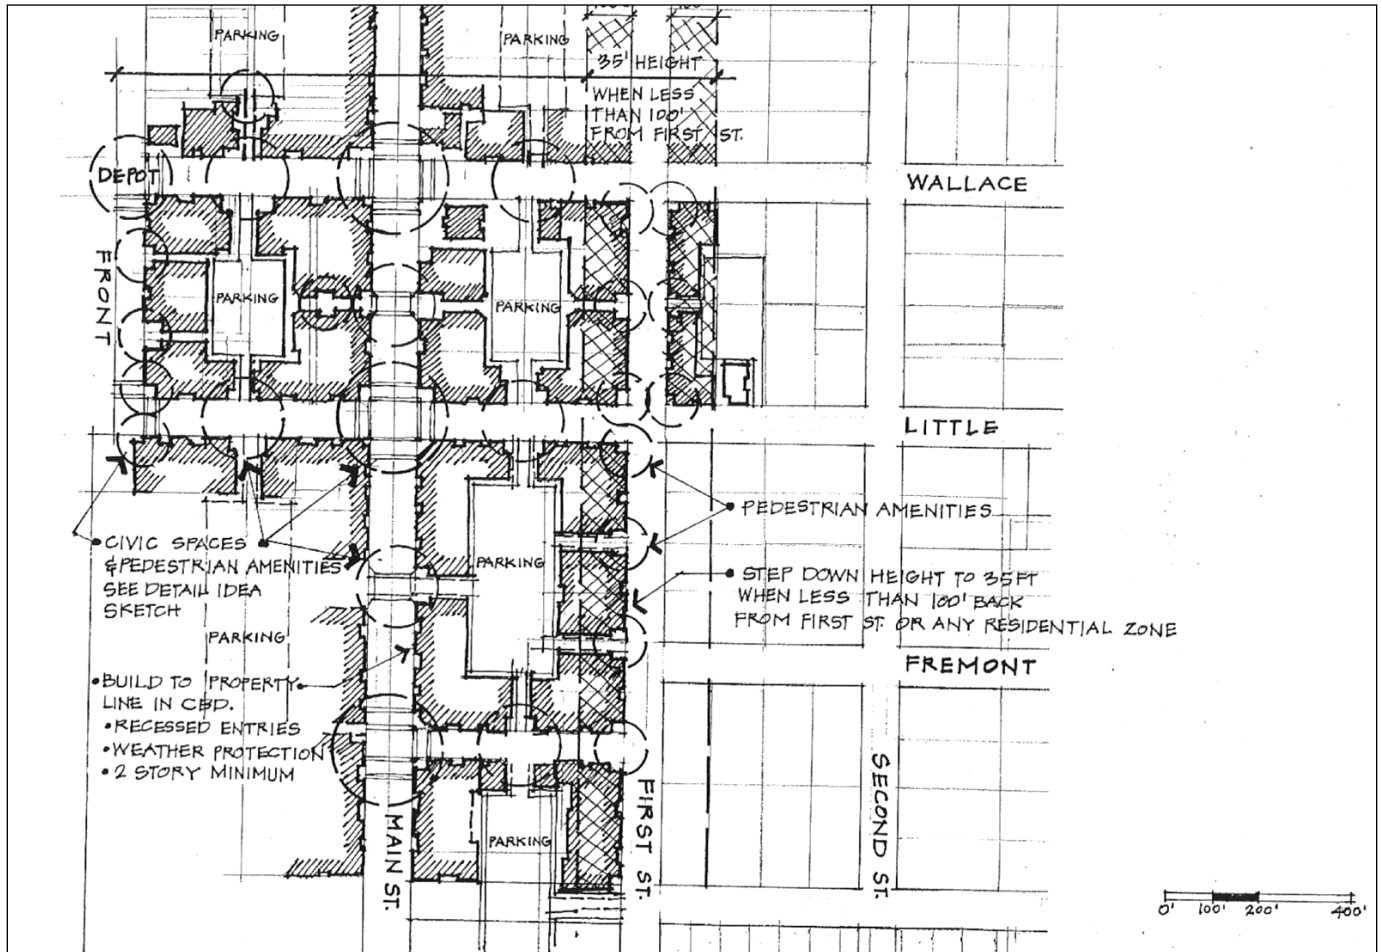 PARKING
PARKING
35' HEIGHT
WHEN LESS
THAN 100'
FROM FIRST ST.
DEPOT
WALLACE
FRONT
PARKING
PARKING
LITTLE
PEDESTRIAN AMENITIES
CIVIC SPACES
& PEDESTRIAN AMENITIES
SEE DETAIL IDEA
SKETCH
PARKING
STEP DOWN HEIGHT TO 35FT
WHEN LESS THAN 100' BACK
FROM FIRST ST. OR ANY RESIDENTIAL ZONE
PARKING
FREMONT
• BUILD TO PROPERTY
LINE IN CBD.
• RECESSED ENTRIES
• WEATHER PROTECTION
• 2 STORY MINIMUM
MAIN ST.
PARKING
FIRST ST.
SECOND ST.
0' 100' 200' 400'